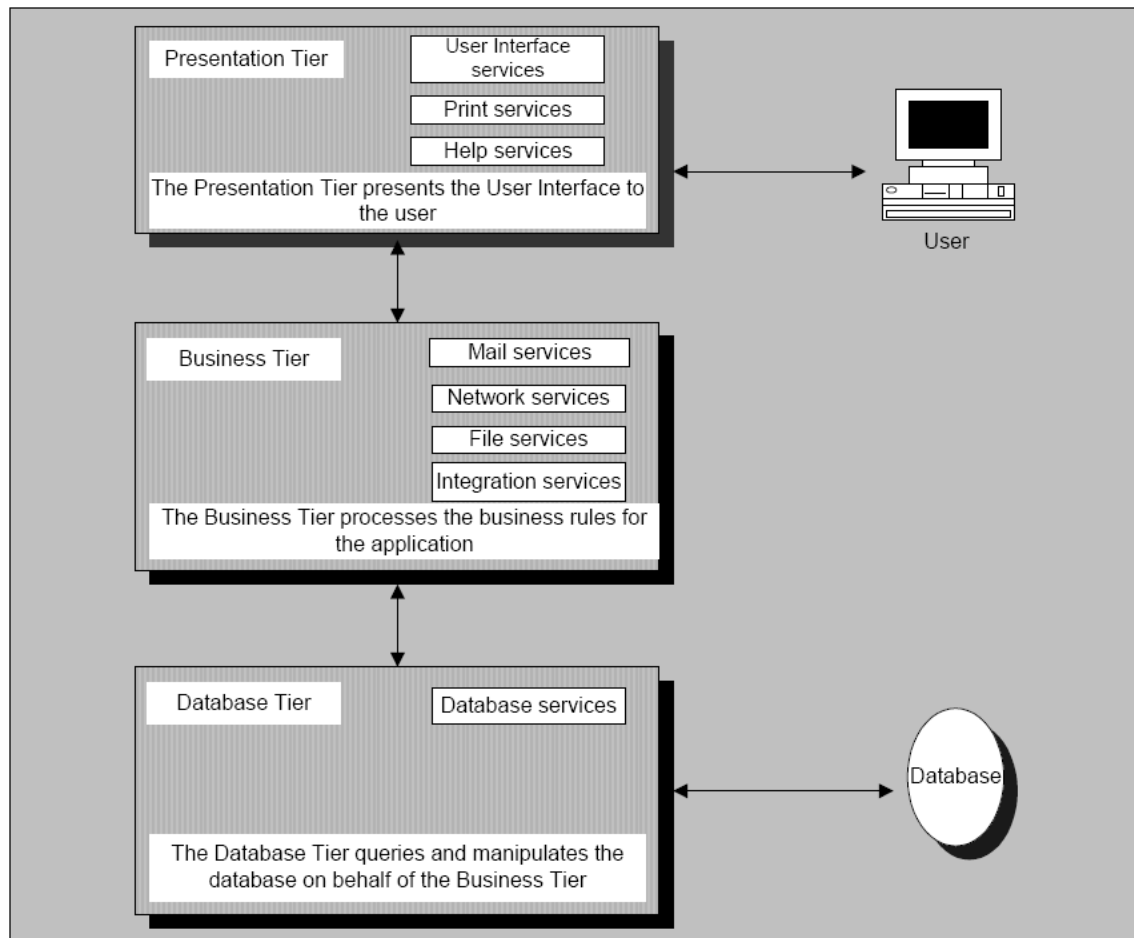 Presentation Tier
User Interface
services
Print services
Help services
The Presentation Tier presents the User Interface to
the user
User
Business Tier
Mail services
Network services
File services
Integration services
The Business Tier processes the business rules for
the application
Database Tier
Database services
Database
The Database Tier queries and manipulates the
database on behalf of the Business Tier